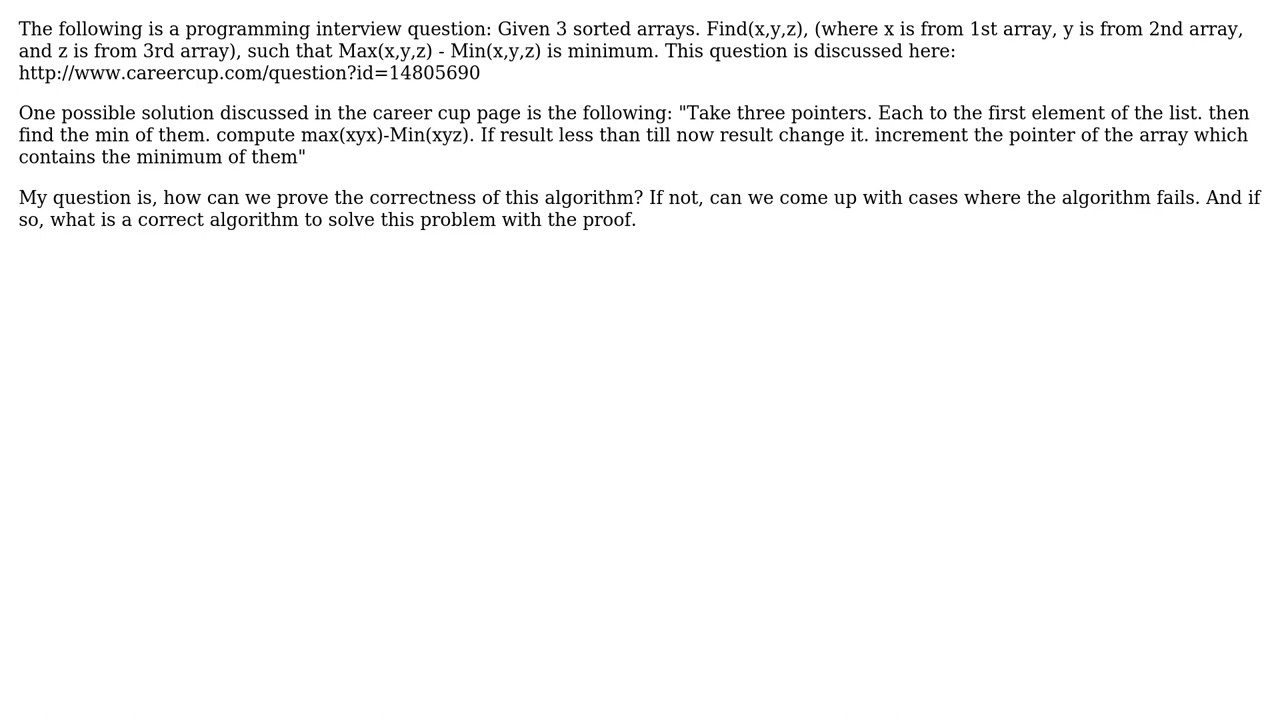 The following is a programming interview question: Given 3 sorted arrays. Find(x,y,z), (where x is from 1st array, y is from 2nd array,
and z is from 3rd array), such that Max(x,y,z) - Min(x,y,z) is minimum. This question is discussed here:
http://www.careercup.com/question?id=14805690
One possible solution discussed in the career cup page is the following: "Take three pointers. Each to the first element of the list. then
find the min of them. compute max(xyx)-Min(xyz). If result less than till now result change it. increment the pointer of the array which
contains the minimum of them"
My question is, how can we prove the correctness of this algorithm? If not, can we come up with cases where the algorithm fails. And if
so, what is a correct algorithm to solve this problem with the proof.